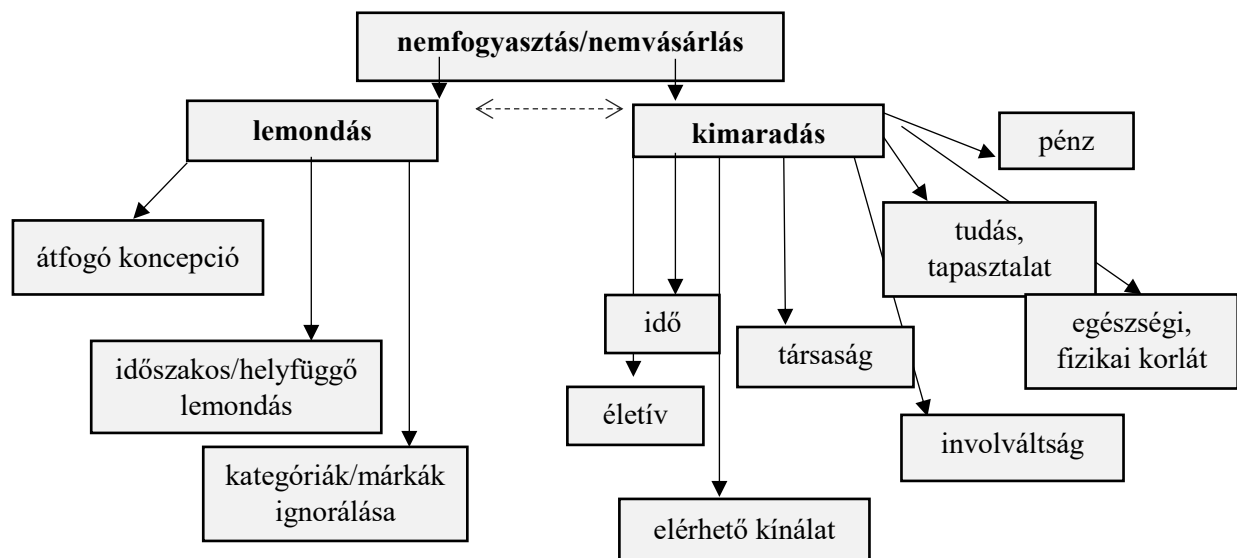 nemfogyasztás/nemvásárlás
lemondás
kimaradás
pénz
átfogó koncepció
tudás,
tapasztalat
idő
egészségi,
fizikai korlát
társaság
időszakos/helyfüggő
lemondás
életív
involváltság
kategóriák/márkák
ignorálása
elérhető kínálat